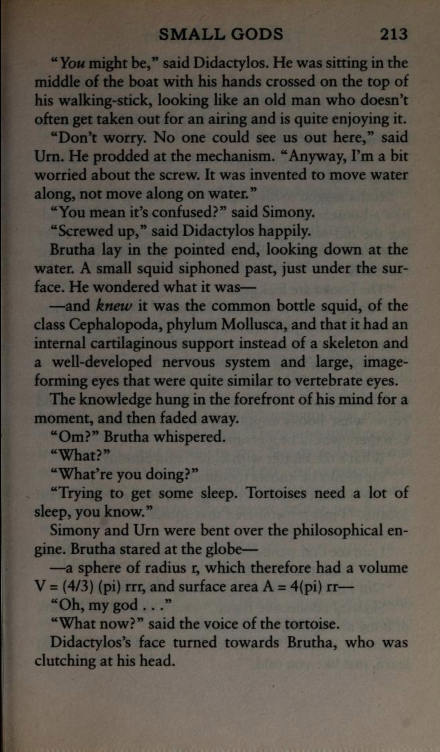 SMALL GODS 213
“You might be,” said Didactylos. He was sitting in the
middle of the boat with his hands crossed on the top of
his walking-stick, looking like an old man who doesn’t
often get taken out for an airing and is quite enjoying it.
“Don’t worry. No one could see us out here,” said
Urn. He prodded at the mechanism. “Anyway, I’m a bit
worried about the screw. It was invented to move water
along, not move along on water.”
“You mean it’s confused?” said Simony.
“Screwed up,” said Didactylos happily.
Brutha lay in the pointed end, looking down at the
water. A small squid siphoned past, just under the sur-
face. He wondered what it was—
—and knew it was the common bottle squid, of the
class Cephalopoda, phylum Mollusca, and that it had an
internal cartilaginous support instead of a skeleton and
a well-developed nervous system and large, image-
forming eyes that were quite similar to vertebrate eyes.
The knowledge hung in the forefront of his mind for a
moment, and then faded away.
“Om?” Brutha whispered.
“What?”
“What’re you doing?”
“Trying to get some sleep. Tortoises need a lot of
sleep, you know.”
Simony and Urn were bent over the philosophical en-
gine. Brutha stared at the globe—
—a sphere of radius r, which therefore had a volume
V = (4/3) (pi) rrr, and surface area A = 4(pi) rr—
“Oh, my god . . .”
“What now?” said the voice of the tortoise.
Didactylos’s face turned towards Brutha, who was
clutching at his head.